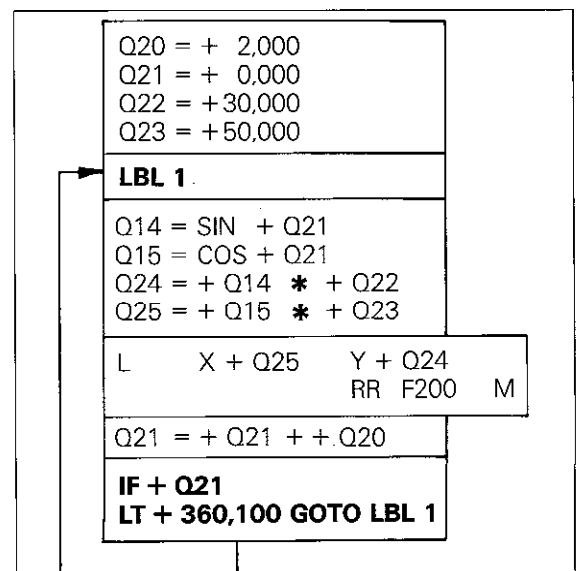 Q20 = + 2,000
Q21 = + 0,000
Q22 = +30,000
Q23 = +50,000
LBL 1
Q14 = SIN + Q21
Q15 = COS + Q21
Q24 = + Q14 * + Q22
Q25 = + Q15 * + Q23
L X + Q25 Y + Q24
RR F200 M
Q21 = + Q21 + + Q20
IF + Q21
LT + 360,100 GOTO LBL 1